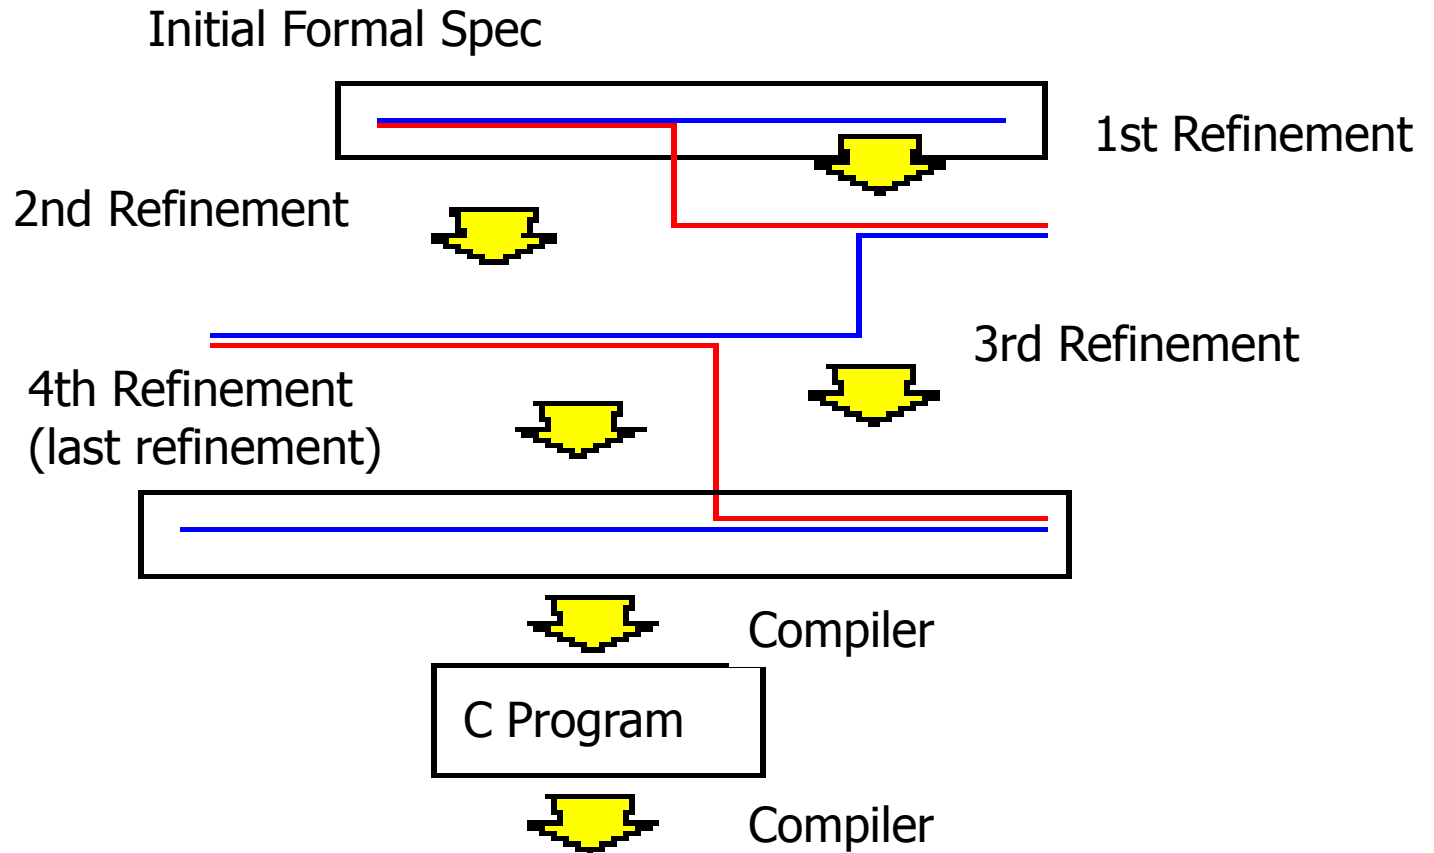 Initial Formal Spec
1st Refinement
2nd Refinement
3rd Refinement
4th Refinement
(last refinement)
Compiler
C Program
Compiler